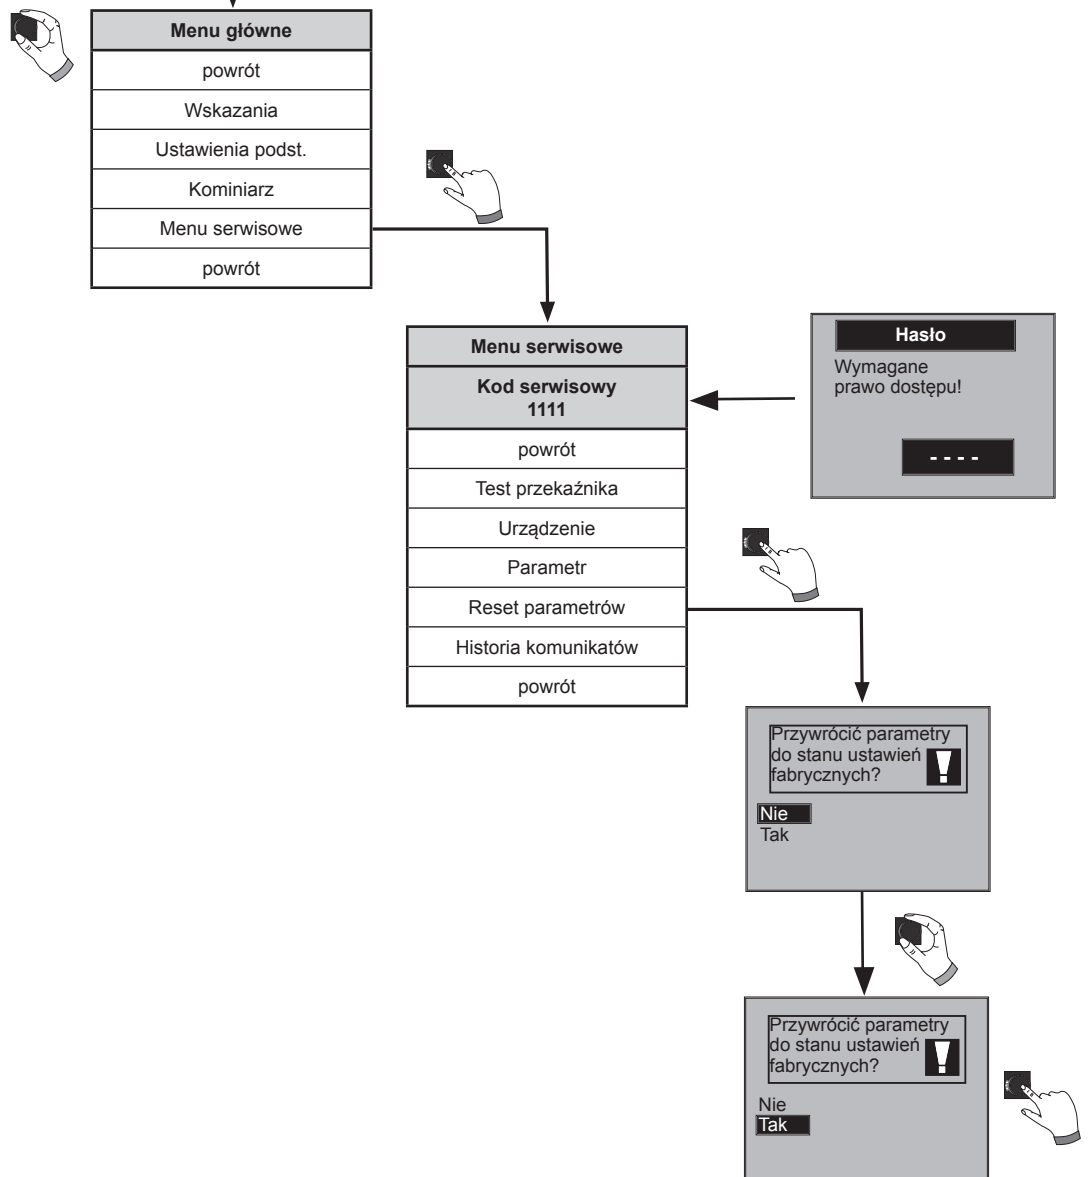 Menu główne
powrót
Wskazania
Ustawienia podst.
Kominiarz
Menu serwisowe
powrót
Menu serwisowe
Kod serwisowy
1111
powrót
Test przekaźnika
Urządzenie
Parametr
Reset parametrów
Historia komunikatów
powrót
Hasło
Wymagane
prawo dostępu!
- - - -
Przywrócić parametry
do stanu ustawień
fabrycznych?
!
Nie
Tak
Przywrócić parametry
do stanu ustawień
fabrycznych?
!
Nie
Tak